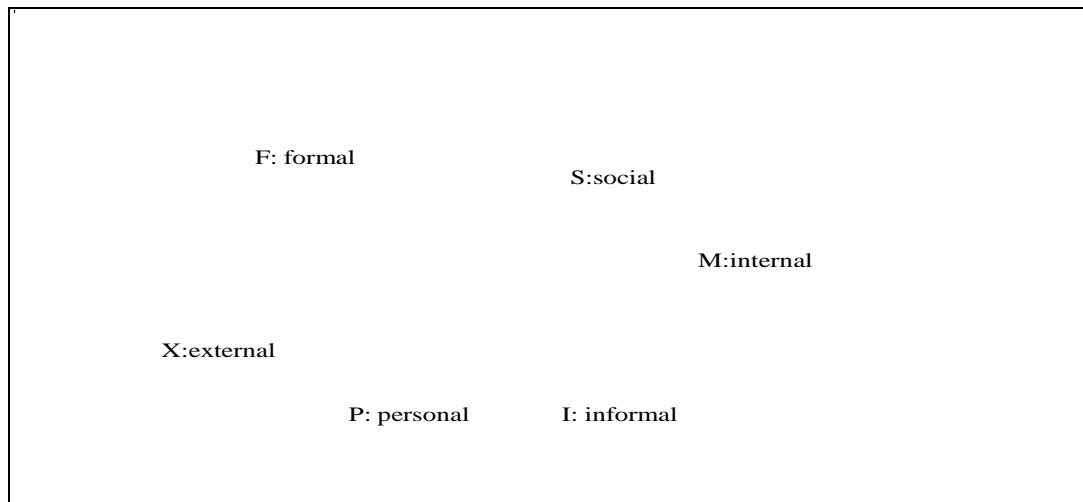 F: formal
S:social
M:internal
X:external
P: personal
I: informal